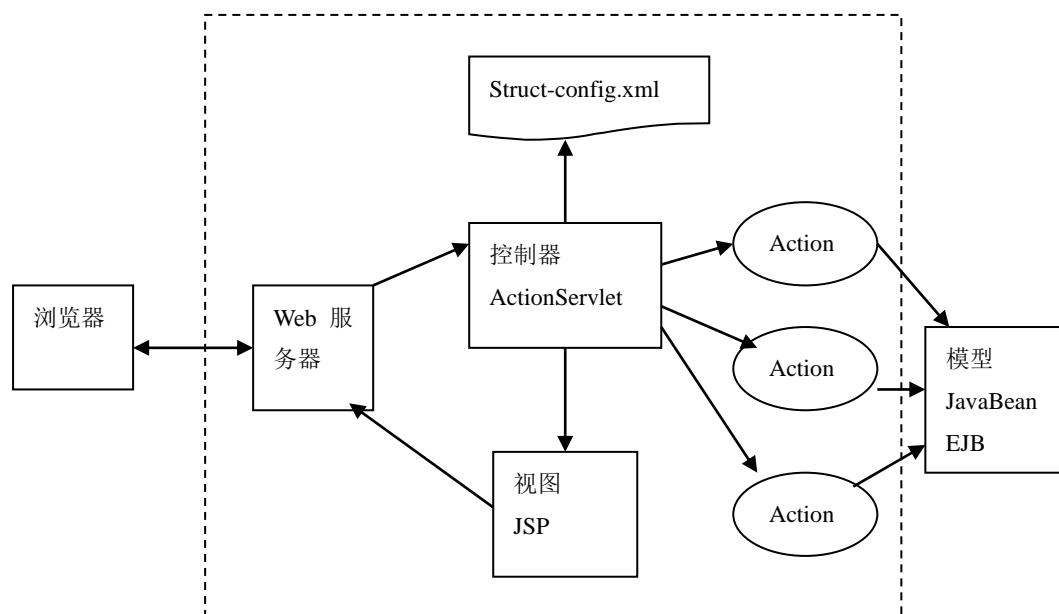 Struct-config.xml
控制器
ActionServlet
Action
浏览器
Web 服
务器
Action
模型
JavaBean
EJB
视图
JSP
Action